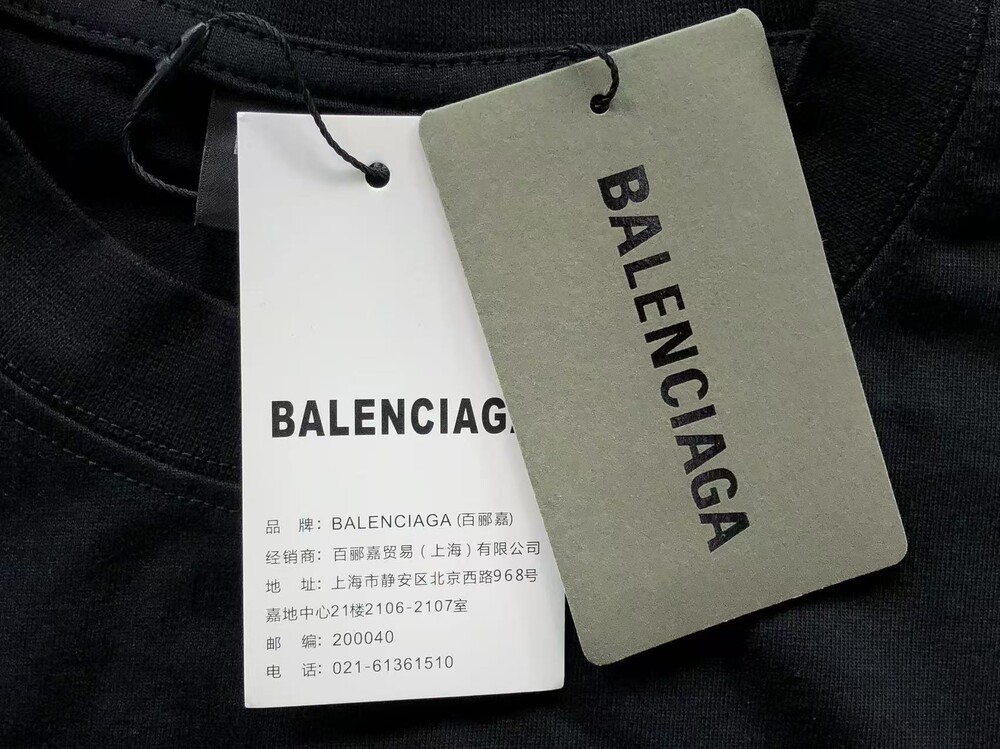 BALENCIAGA
品 牌: BALENCIAGA (百郦嘉)
经销商: 百郦嘉贸易 (上海) 有限公司
地 址: 上海市静安区北京西路968号
嘉地中心21楼2106-2107室
邮 编: 200040
电 话: 021-61361510
BALENCIAGA